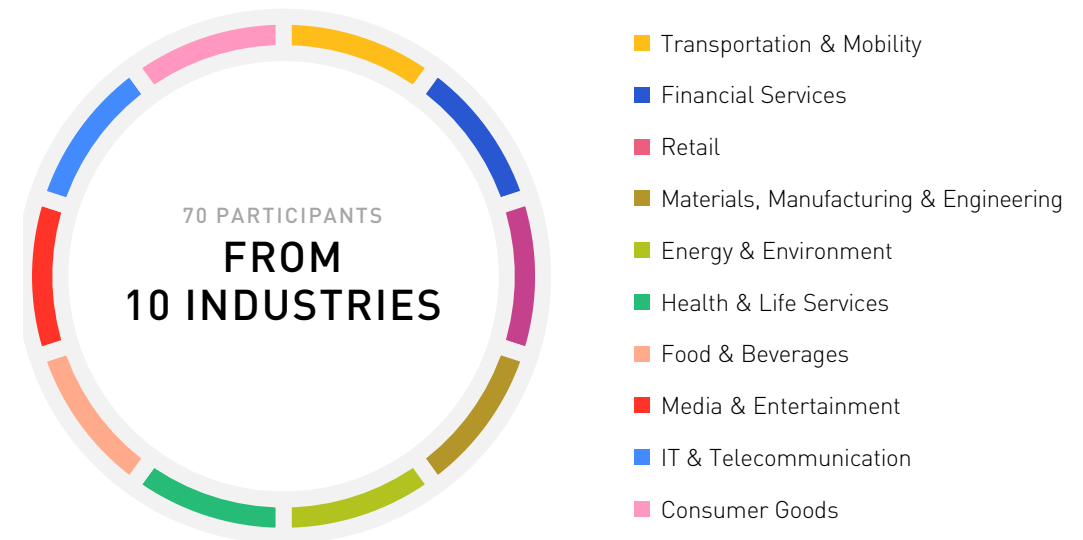 70 PARTICIPANTS
FROM
10 INDUSTRIES
Transportation & Mobility
Financial Services
Retail
Materials, Manufacturing & Engineering
Energy & Environment
Health & Life Services
Food & Beverages
Media & Entertainment
IT & Telecommunication
Consumer Goods